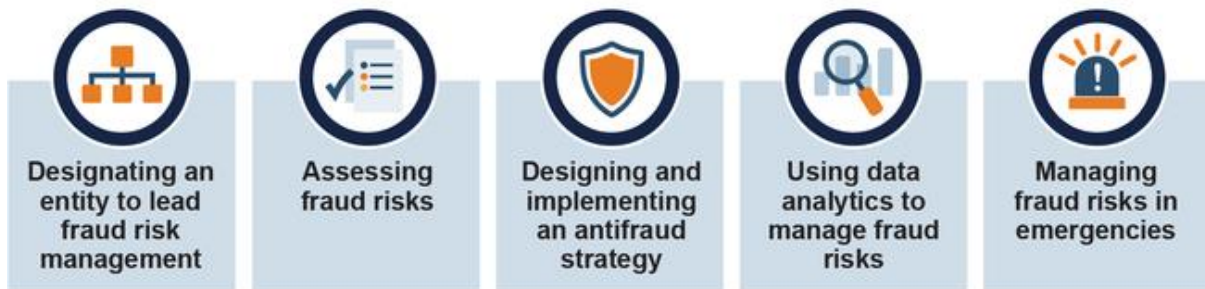 Designating an
entity to lead
fraud risk
management
Assessing
fraud risks
Designing and
implementing
an antifraud
strategy
Using data
analytics to
manage fraud
risks
Managing
fraud risks in
emergencies